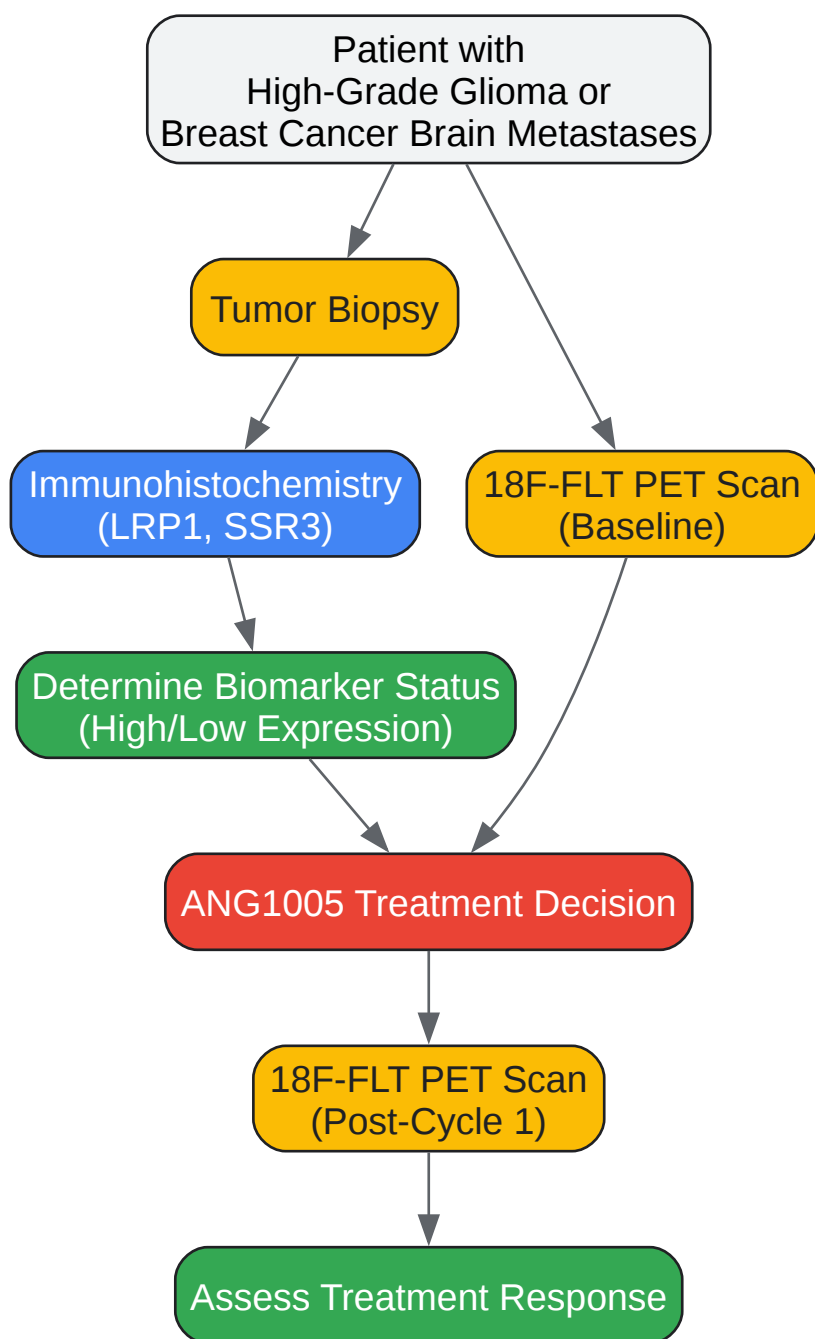 Patient with
High-Grade Glioma or
Breast Cancer Brain Metastases
Tumor Biopsy
Immunohistochemistry
(LRP1, SSR3)
18F-FLT PET Scan
(Baseline)
Determine Biomarker Status
(High/Low Expression)
ANG1005 Treatment Decision
18F-FLT PET Scan
(Post-Cycle 1)
Assess Treatment Response